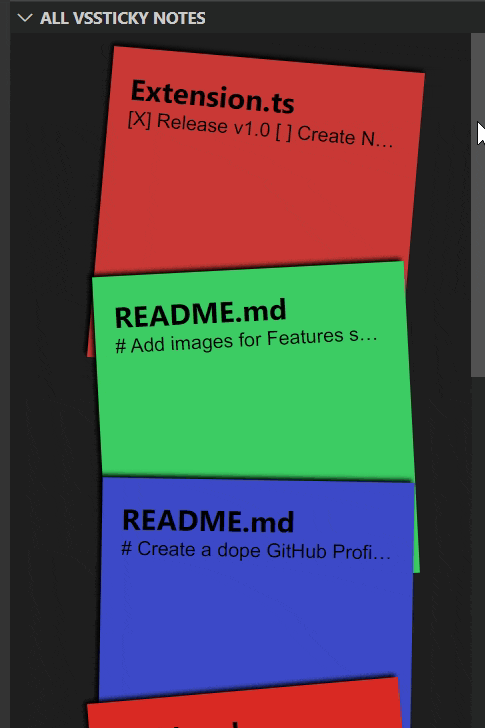 ALL VSSTICKY NOTES
Extension.ts
[X] Release v1.0 [ ] Create N…
README.md
# Add images for Features s…
README.md
# Create a dope GitHub Profi…